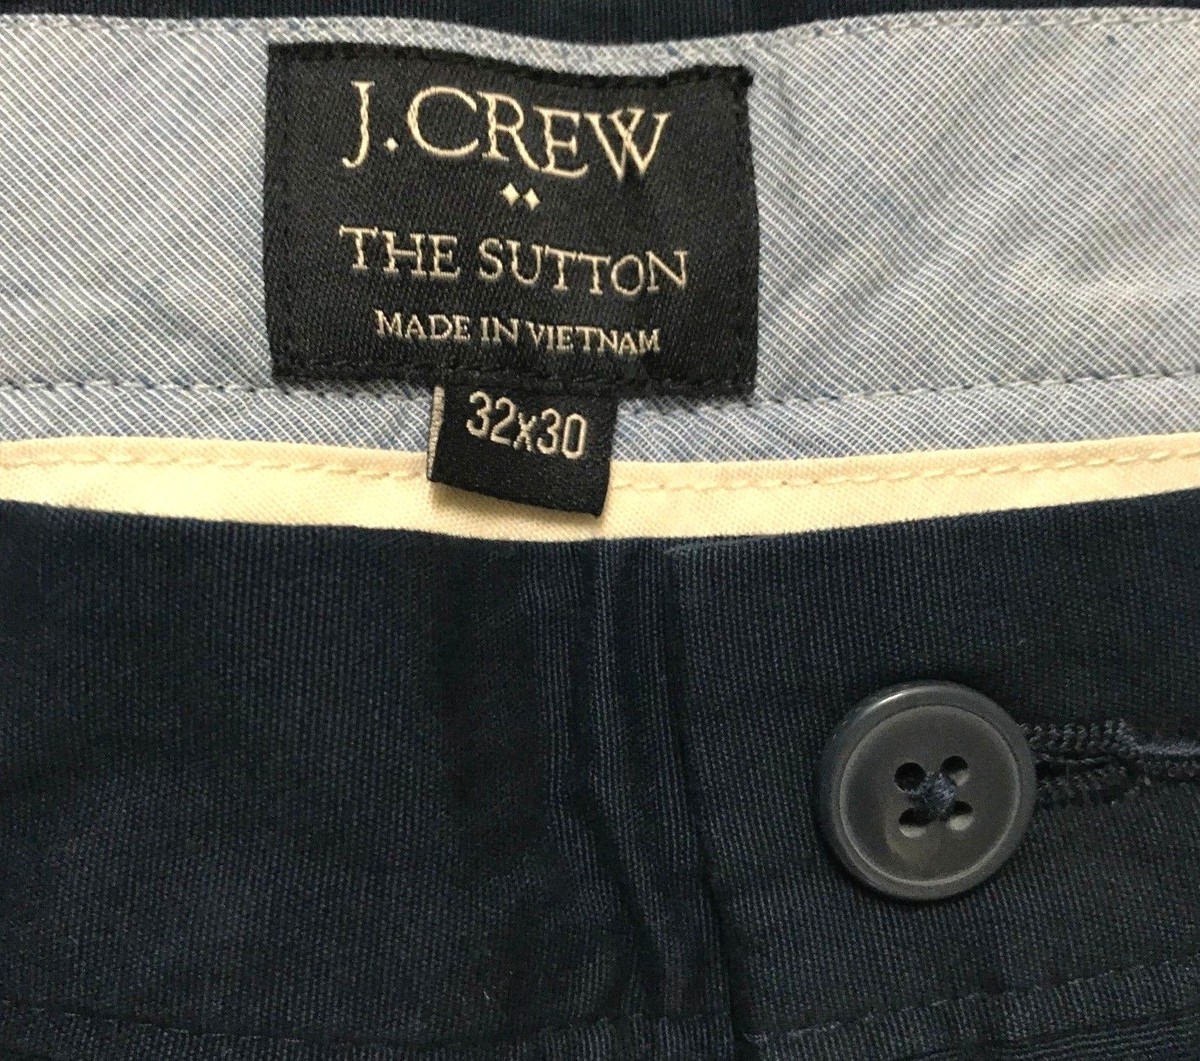 J.CREW
THE SUTTON
MADE IN VIETNAM
32x30